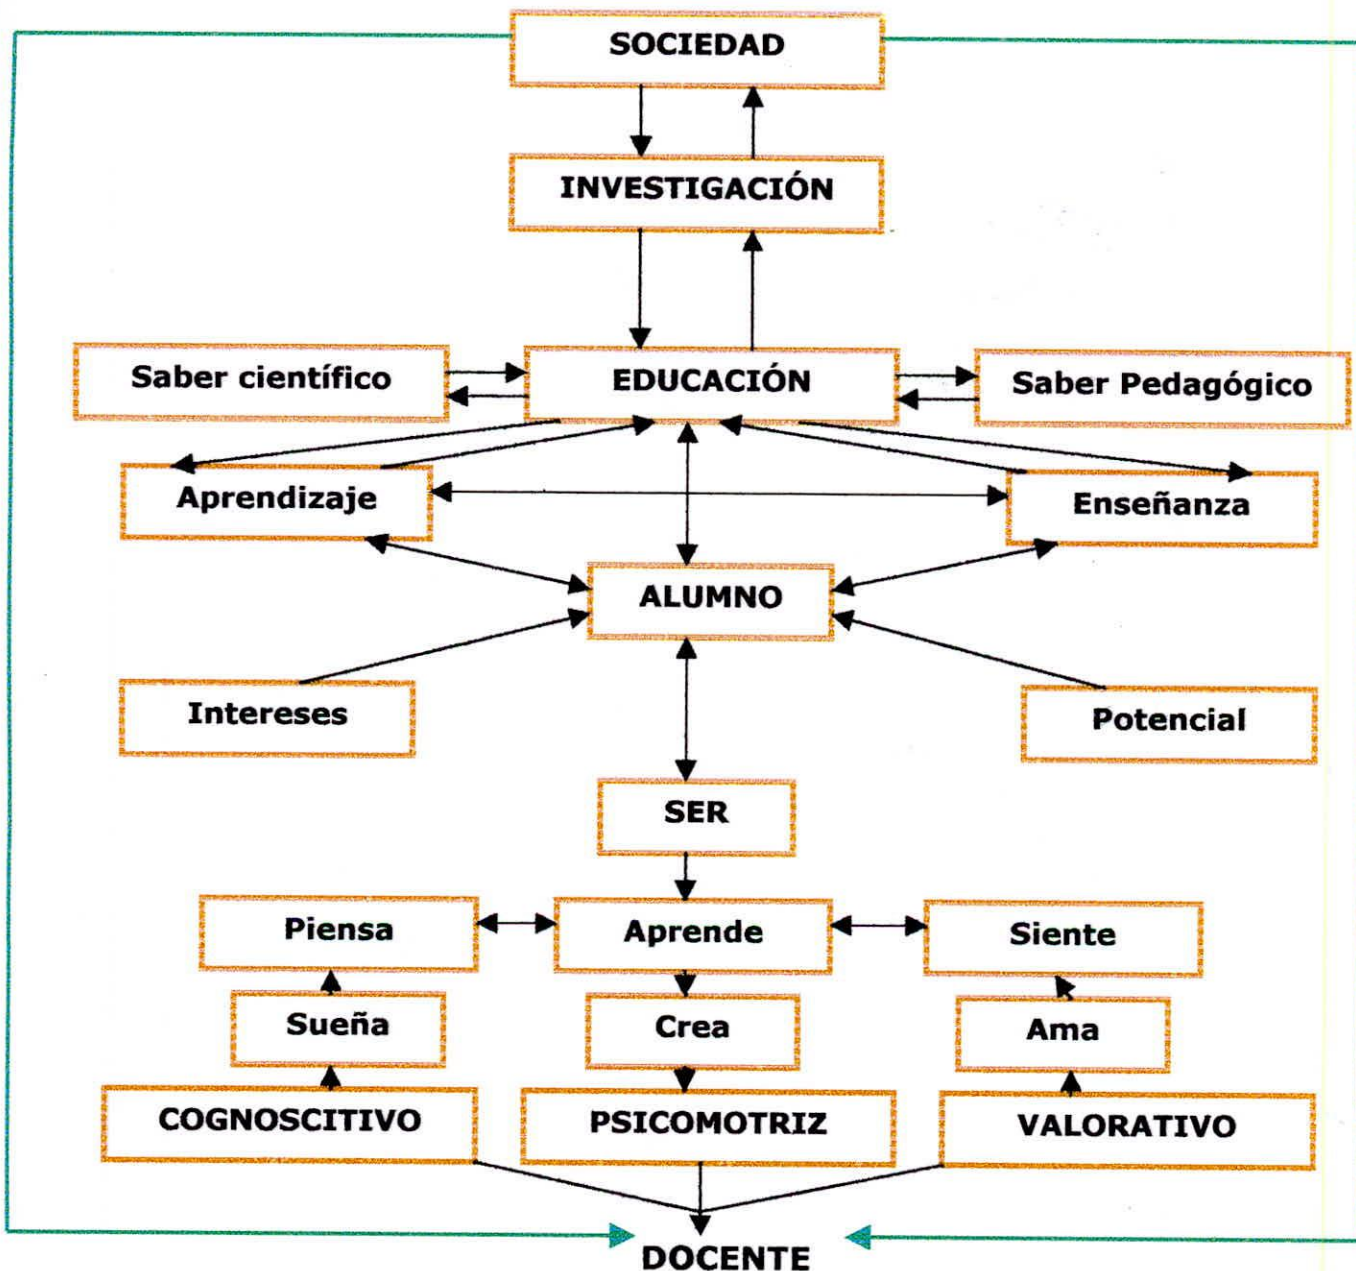 SOCIEDAD
INVESTIGACIÓN
Saber científico
EDUCACIÓN
Saber Pedagógico
Aprendizaje
Enseñanza
ALUMNO
Intereses
Potencial
SER
Piensa
Aprende
Siente
Sueña
Crea
Ama
COGNOSCITIVO
PSICOMOTRIZ
VALORATIVO
DOCENTE